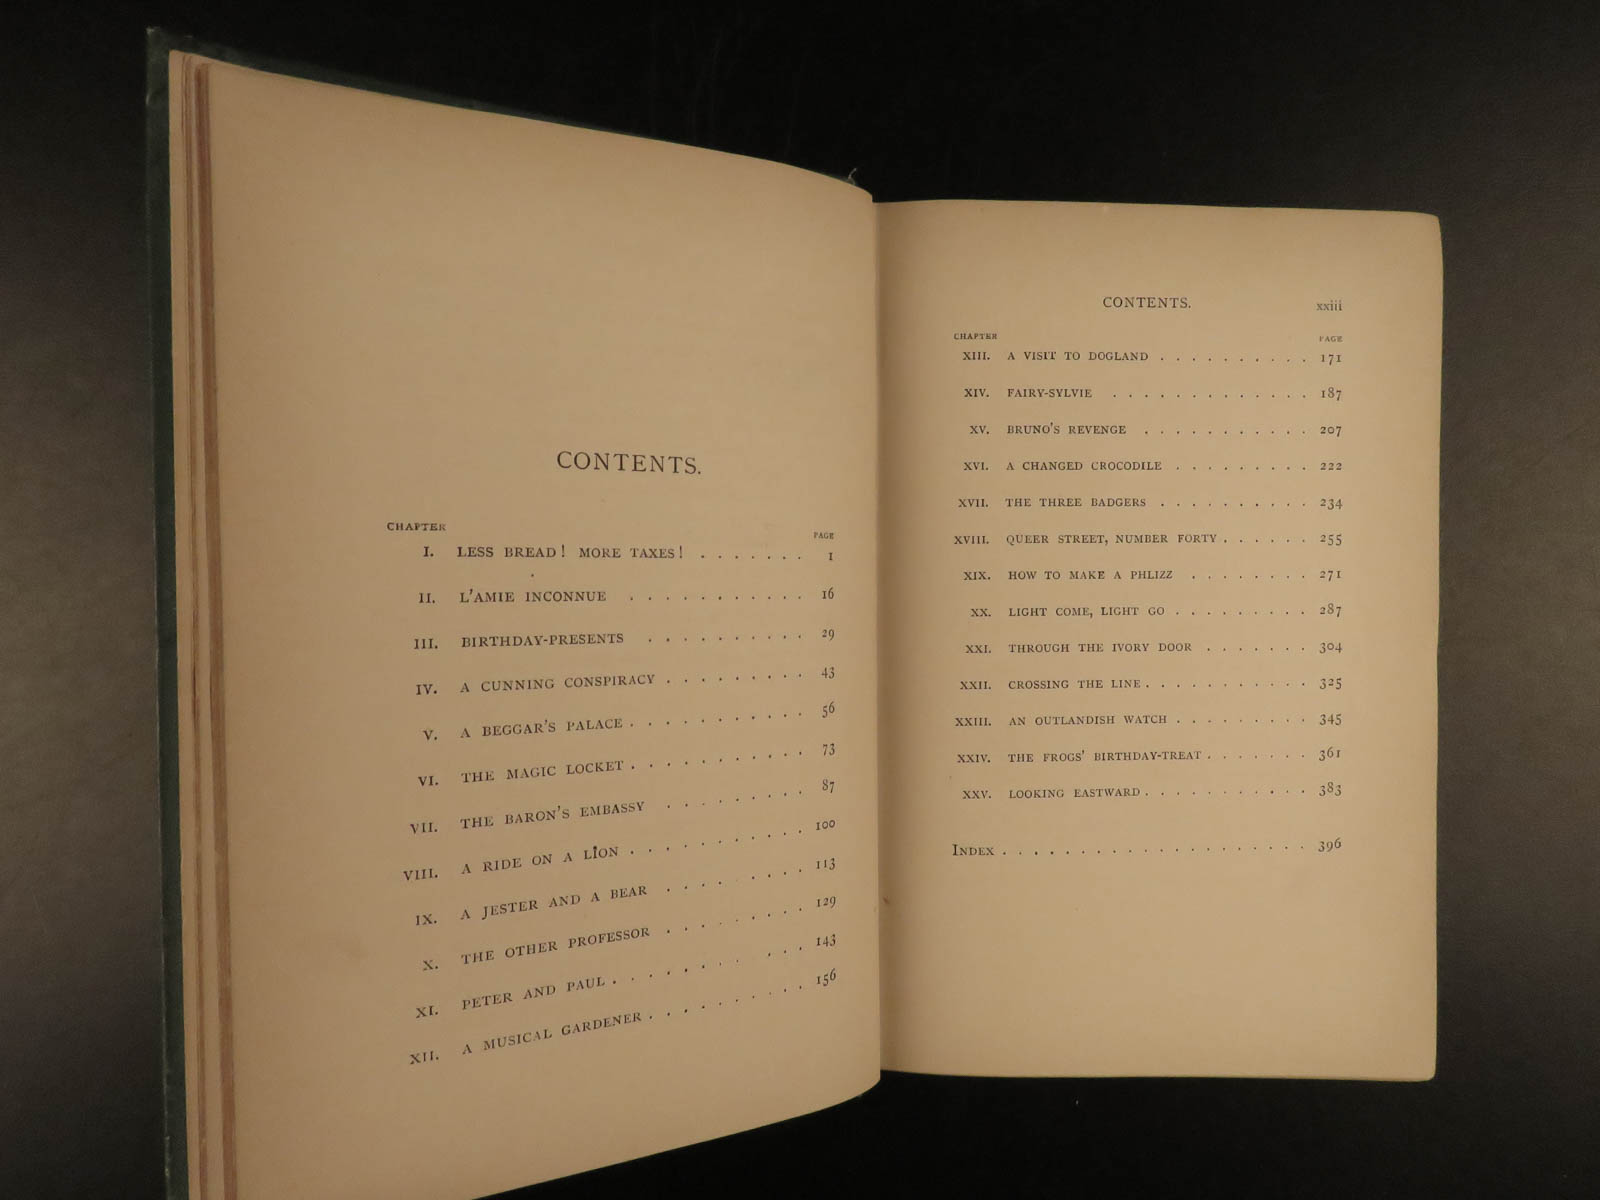 CONTENTS.
CHAPTER PAGE
I. LESS BREAD! MORE TAXES! . . . . . . . 1
II. L'AMIE INCONNUE . . . . . . . . . . . 16
III. BIRTHDAY-PRESENTS . . . . . . . . . . 29
IV. A CUNNING CONSPIRACY . . . . . . . . . 43
V. A BEGGAR'S PALACE . . . . . . . . . . . 56
VI. THE MAGIC LOCKET . . . . . . . . . . . 73
VII. THE BARON'S EMBASSY . . . . . . . . . 87
VIII. A RIDE ON A LION . . . . . . . . . . . 100
IX. A JESTER AND A BEAR . . . . . . . . . 113
X. THE OTHER PROFESSOR . . . . . . . . . 129
XI. PETER AND PAUL . . . . . . . . . . . 143
XII. A MUSICAL GARDENER . . . . . . . . . 156
CONTENTS. xxiii
CHAPTER PAGE
XIII. A VISIT TO DOGLAND . . . . . . . . . . 171
XIV. FAIRY-SYLVIE . . . . . . . . . . . . . 187
XV. BRUNO'S REVENGE . . . . . . . . . . . 207
XVI. A CHANGED CROCODILE . . . . . . . . . 222
XVII. THE THREE BADGERS . . . . . . . . . . 234
XVIII. QUEER STREET, NUMBER FORTY . . . . . . 255
XIX. HOW TO MAKE A PHLIZZ . . . . . . . . 271
XX. LIGHT COME, LIGHT GO . . . . . . . . . 287
XXI. THROUGH THE IVORY DOOR . . . . . . . 304
XXII. CROSSING THE LINE . . . . . . . . . . . 325
XXIII. AN OUTLANDISH WATCH . . . . . . . . . 345
XXIV. THE FROGS' BIRTHDAY-TREAT . . . . . . . 361
XXV. LOOKING EASTWARD . . . . . . . . . . . 383
INDEX . . . . . . . . . . . . . . . . . . . . 396